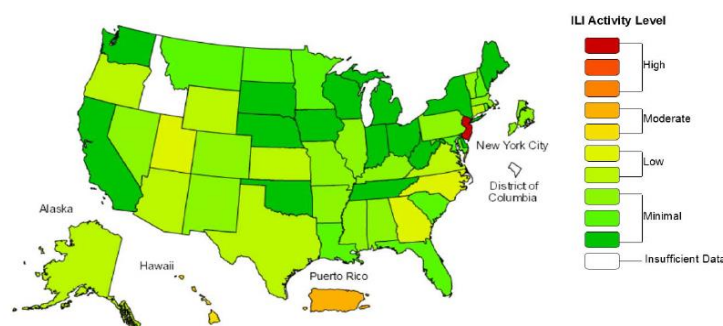 ILI Activity Level
High
Moderate
Low
Minimal
Insufficient Data
New York City
District of
Columbia
Alaska
Hawaii
Puerto Rico